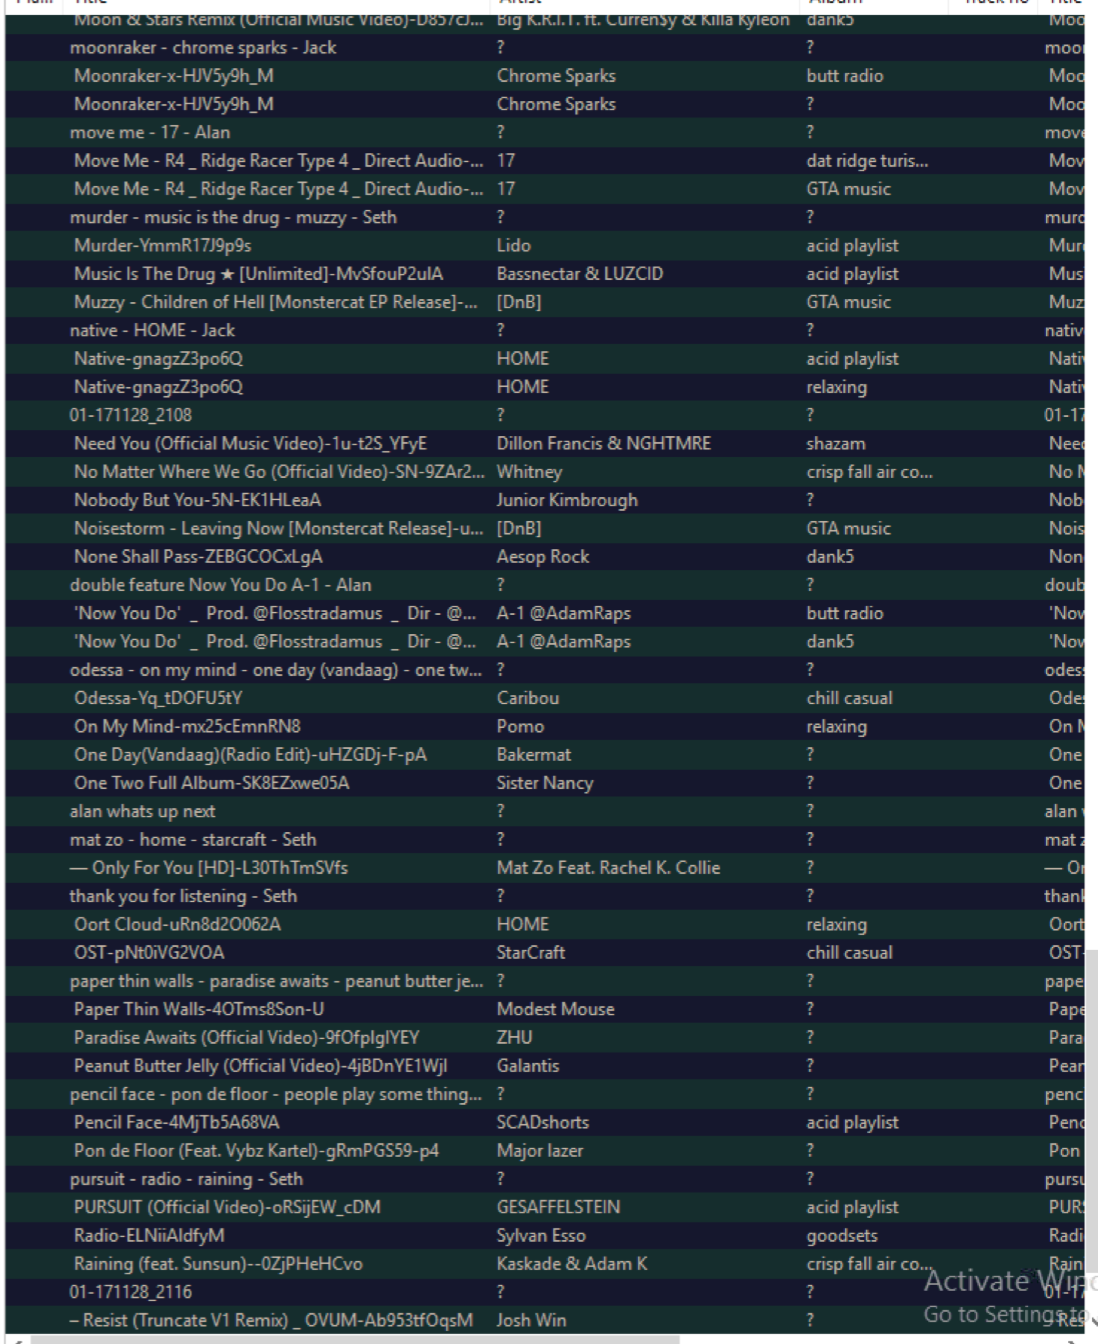 Moon & Stars Remix (Official Music Video)-D857cJ... Big K.R.I.T. ft. Curren$y & Killa Kyleon dank5 Moo
moonraker - chrome sparks - Jack ? ? moo
Moonraker-x-HJV5y9h_M Chrome Sparks butt radio Moo
Moonraker-x-HJV5y9h_M Chrome Sparks ? Moo
move me - 17 - Alan ? ? move
Move Me - R4 _ Ridge Racer Type 4 _ Direct Audio-... 17 dat ridge turis... Mov
Move Me - R4 _ Ridge Racer Type 4 _ Direct Audio-... 17 GTA music Mov
murder - music is the drug - muzzy - Seth ? ? murd
Murder-YmmR17J9p9s Lido acid playlist Mur
Music Is The Drug ★ [Unlimited]-MvSfouP2uIA Bassnectar & LUZCID acid playlist Mus
Muzzy - Children of Hell [Monstercat EP Release]-... [DnB] GTA music Muz
native - HOME - Jack ? ? nativ
Native-gnagzZ3po6Q HOME acid playlist Nati
Native-gnagzZ3po6Q HOME relaxing Nati
01-171128_2108 ? ? 01-17
Need You (Official Music Video)-1u-t2S_YFyE Dillon Francis & NGHTMRE shazam Need
No Matter Where We Go (Official Video)-SN-9ZAr2... Whitney crisp fall air co... No M
Nobody But You-5N-EK1HLeaA Junior Kimbrough ? Nob
Noisestorm - Leaving Now [Monstercat Release]-u... [DnB] GTA music Nois
None Shall Pass-ZEBGCOCxLgA Aesop Rock dank5 Non
double feature Now You Do A-1 - Alan ? ? doub
'Now You Do' _ Prod. @Flosstradamus _ Dir - @... A-1 @AdamRaps butt radio 'Nov
'Now You Do' _ Prod. @Flosstradamus _ Dir - @... A-1 @AdamRaps dank5 'Nov
odessa - on my mind - one day (vandaag) - one tw... ? ? odes
Odessa-Yq_tDOFU5tY Caribou chill casual Ode
On My Mind-mx25cEmnRN8 Pomo relaxing On M
One Day(Vandaag)(Radio Edit)-uHZGDj-F-pA Bakermat ? One
One Two Full Album-SK8EZxwe05A Sister Nancy ? One
alan whats up next ? ? alan
mat zo - home - starcraft - Seth ? ? mat z
— Only For You [HD]-L30ThTmSVfs Mat Zo Feat. Rachel K. Collie ? — Or
thank you for listening - Seth ? ? thank
Oort Cloud-uRn8d2O062A HOME relaxing Oort
OST-pNt0iVG2VOA StarCraft chill casual OST-
paper thin walls - paradise awaits - peanut butter je... ? ? pape
Paper Thin Walls-4OTms8Son-U Modest Mouse ? Pape
Paradise Awaits (Official Video)-9fOfpIgIYEY ZHU ? Para
Peanut Butter Jelly (Official Video)-4jBDnYE1WjI Galantis ? Pear
pencil face - pon de floor - people play some thing... ? ? penc
Pencil Face-4MjTb5A68VA SCADshorts acid playlist Penc
Pon de Floor (Feat. Vybz Kartel)-gRmPGS59-p4 Major lazer ? Pon
pursuit - radio - raining - Seth ? ? pursu
PURSUIT (Official Video)-oRSijEW_cDM GESAFFELSTEIN acid playlist PUR
Radio-ELNiiAldfyM Sylvan Esso goodsets Radi
Raining (feat. Sunsun)--0ZjPHeHCvo Kaskade & Adam K crisp fall air co... Rain
Activate Wind
01-171128_2116 ? ? 01-17
Go to Settings to
– Resist (Truncate V1 Remix) _ OVUM-Ab953tfOqsM Josh Win ? – Res